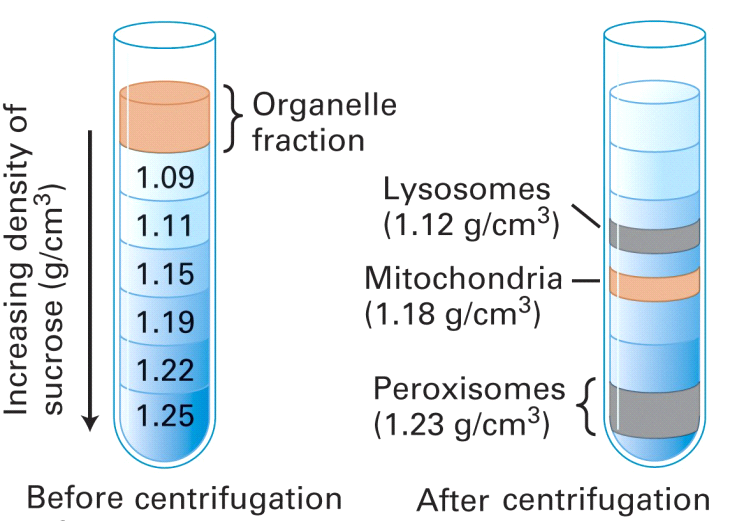 Increasing density of
sucrose (g/cm³)
Organelle
fraction
1.09
1.11
1.15
1.19
1.22
1.25
Before centrifugation
Lysosomes
(1.12 g/cm³)
Mitochondria
(1.18 g/cm³)
Peroxisomes
(1.23 g/cm³)
After centrifugation